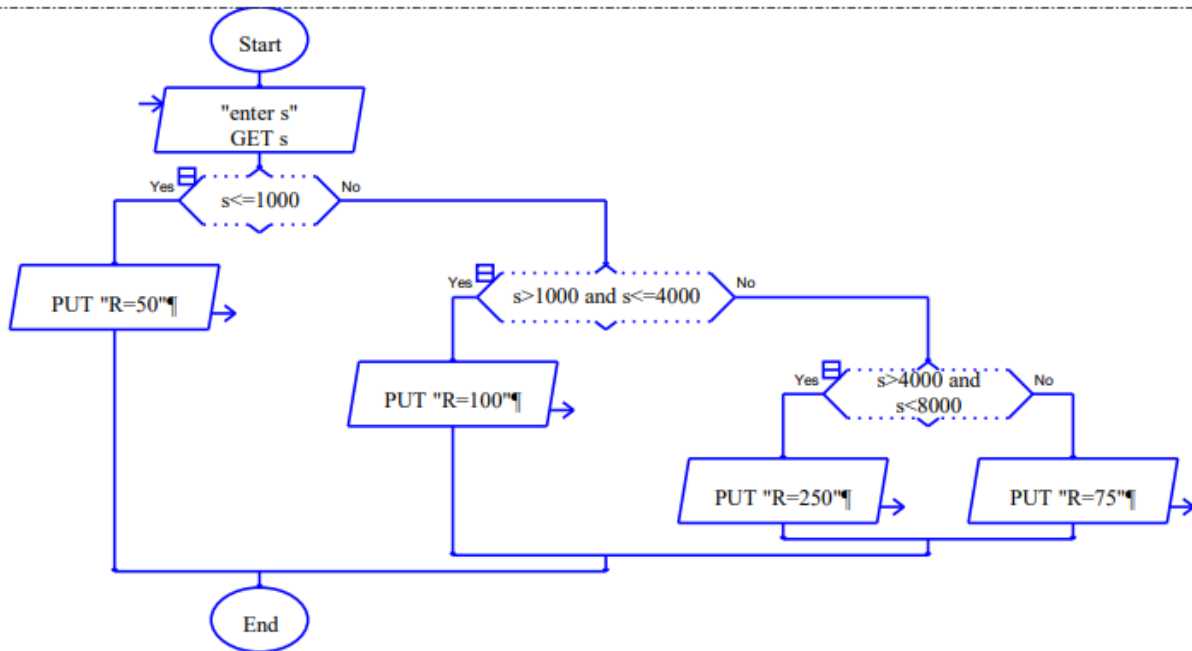 Start
"enter s"
GET s
Yes
No
s<=1000
PUT "R=50"¶
Yes
No
s>1000 and s<=4000
PUT "R=100"¶
Yes
No
s>4000 and
s<8000
PUT "R=250"¶
PUT "R=75"¶
End